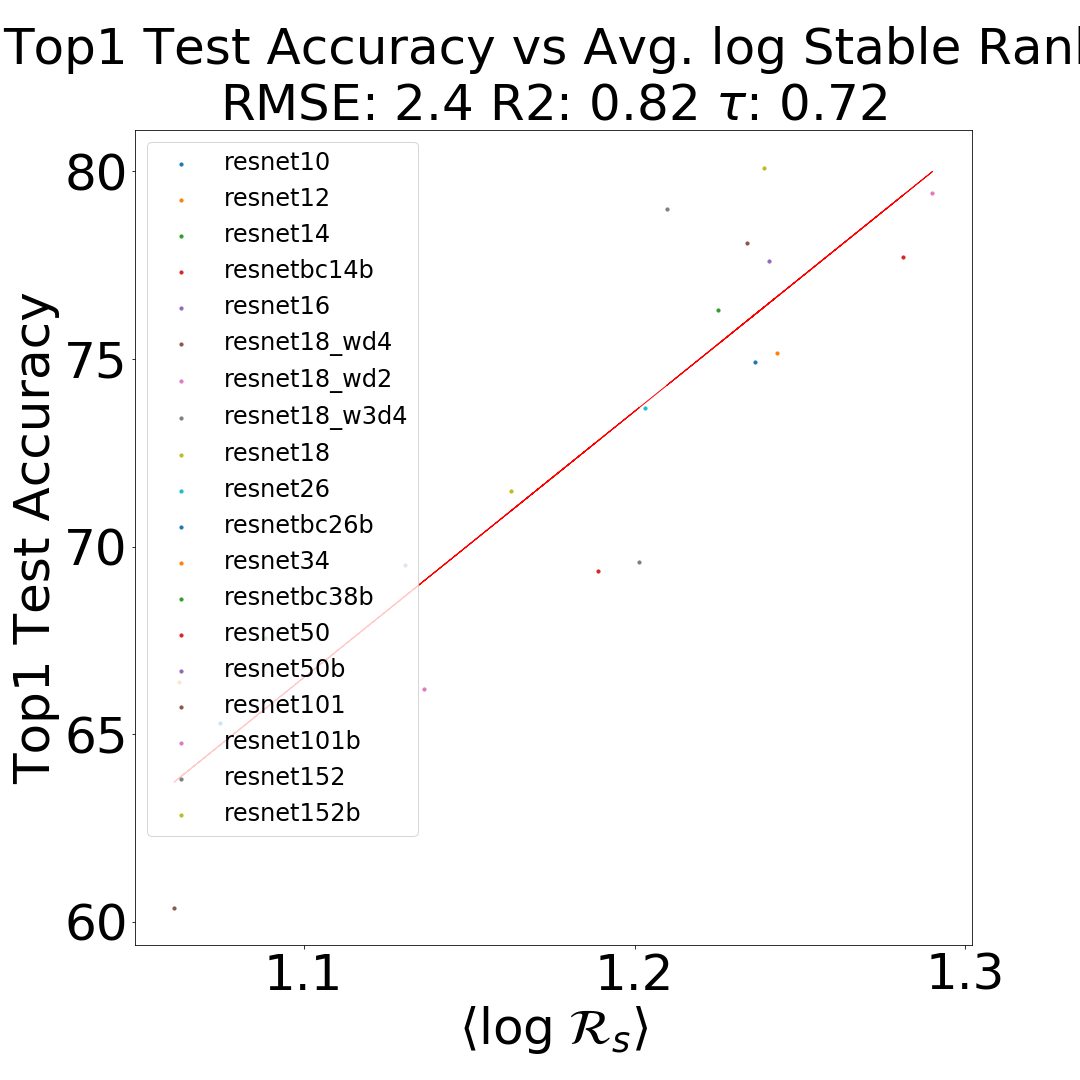 Top1 Test Accuracy vs Avg. log Stable Ran
RMSE: 2.4 R2: 0.82 τ: 0.72
80
75
70
65
60
Top1 Test Accuracy
resnet10
resnet12
resnet14
resnetbc14b
resnet16
resnet18_wd4
resnet18_wd2
resnet18_w3d4
resnet18
resnet26
resnetbc26b
resnet34
resnetbc38b
resnet50
resnet50b
resnet101
resnet101b
resnet152
resnet152b
1.1 1.2 1.3
⟨log ℛₛ⟩